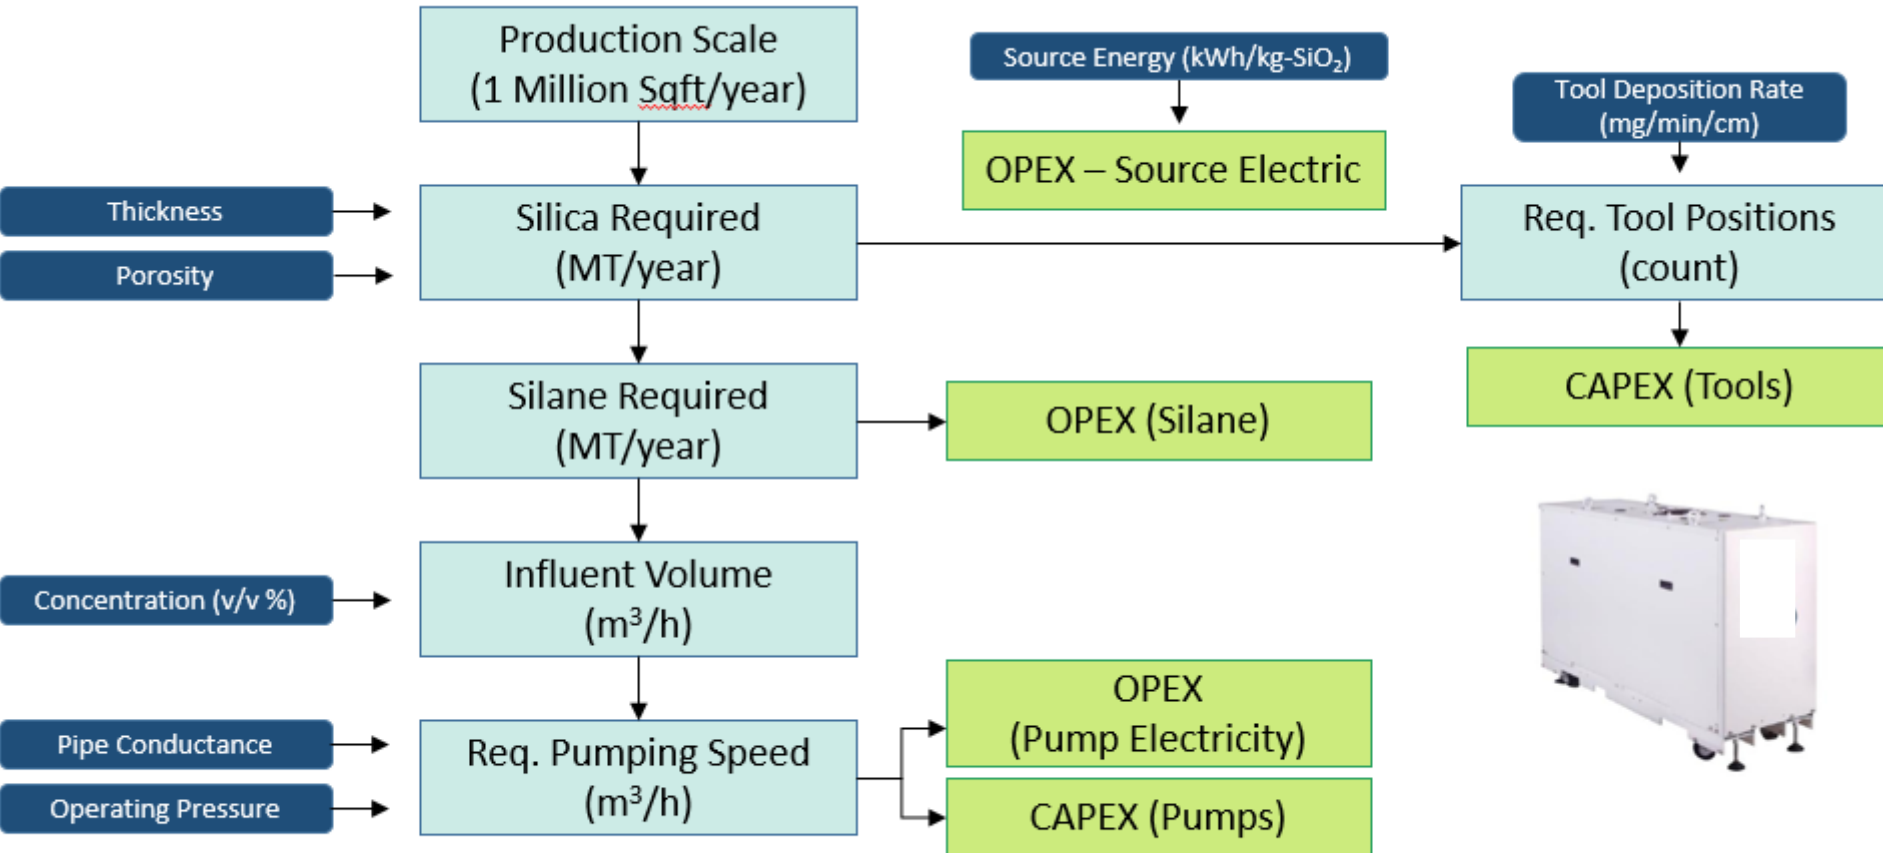 Production Scale
(1 Million Sqft/year)
Source Energy (kWh/kg-SiO₂)
Tool Deposition Rate
(mg/min/cm)
OPEX – Source Electric
Thickness
Porosity
Silica Required
(MT/year)
Req. Tool Positions
(count)
Silane Required
(MT/year)
OPEX (Silane)
CAPEX (Tools)
Concentration (v/v %)
Influent Volume
(m³/h)
Pipe Conductance
Operating Pressure
Req. Pumping Speed
(m³/h)
OPEX
(Pump Electricity)
CAPEX (Pumps)